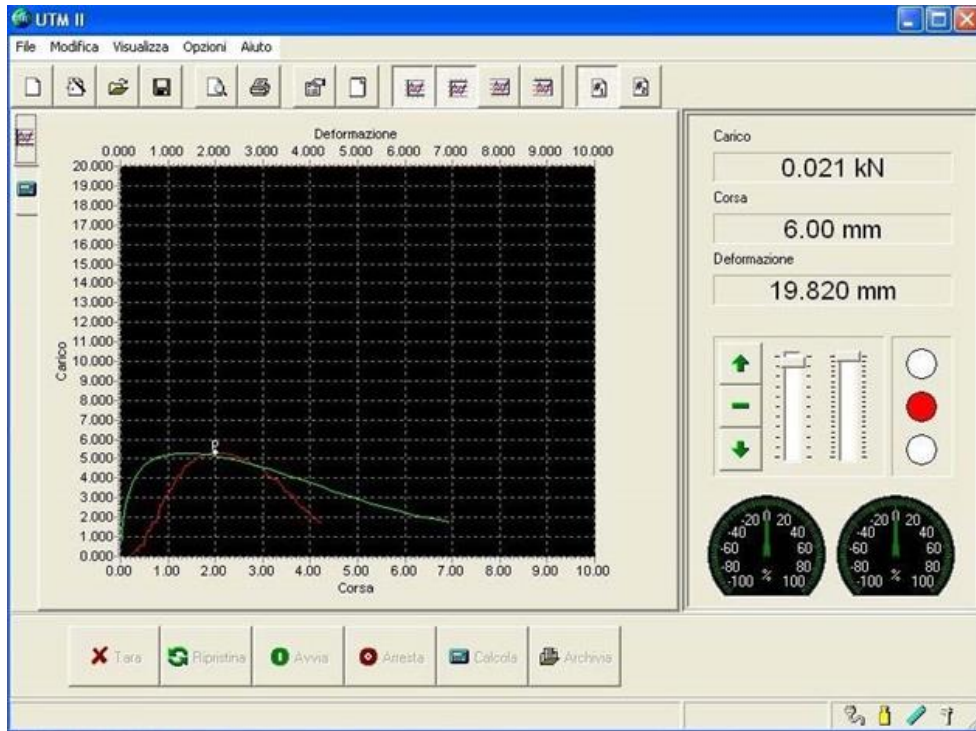 UTM II
File Modifica Visualizza Opzioni Aiuto
Deformazione
0.000 1.000 2.000 3.000 4.000 5.000 6.000 7.000 8.000 9.000 10.000
20.000
19.000
18.000
17.000
16.000
15.000
14.000
13.000
12.000
11.000
10.000
9.000
8.000
7.000
6.000
5.000
4.000
3.000
2.000
1.000
0.000
Carico
P
0.00 1.00 2.00 3.00 4.00 5.00 6.00 7.00 8.00 9.00 10.00
Corsa
Carico
0.021 kN
Corsa
6.00 mm
Deformazione
19.820 mm
-20 0 20
-40 40
-60 60
-80 80
-100 % 100
-20 0 20
-40 40
-60 60
-80 80
-100 % 100
Tara Ripristina Avvia Arresta Calcola Archivia